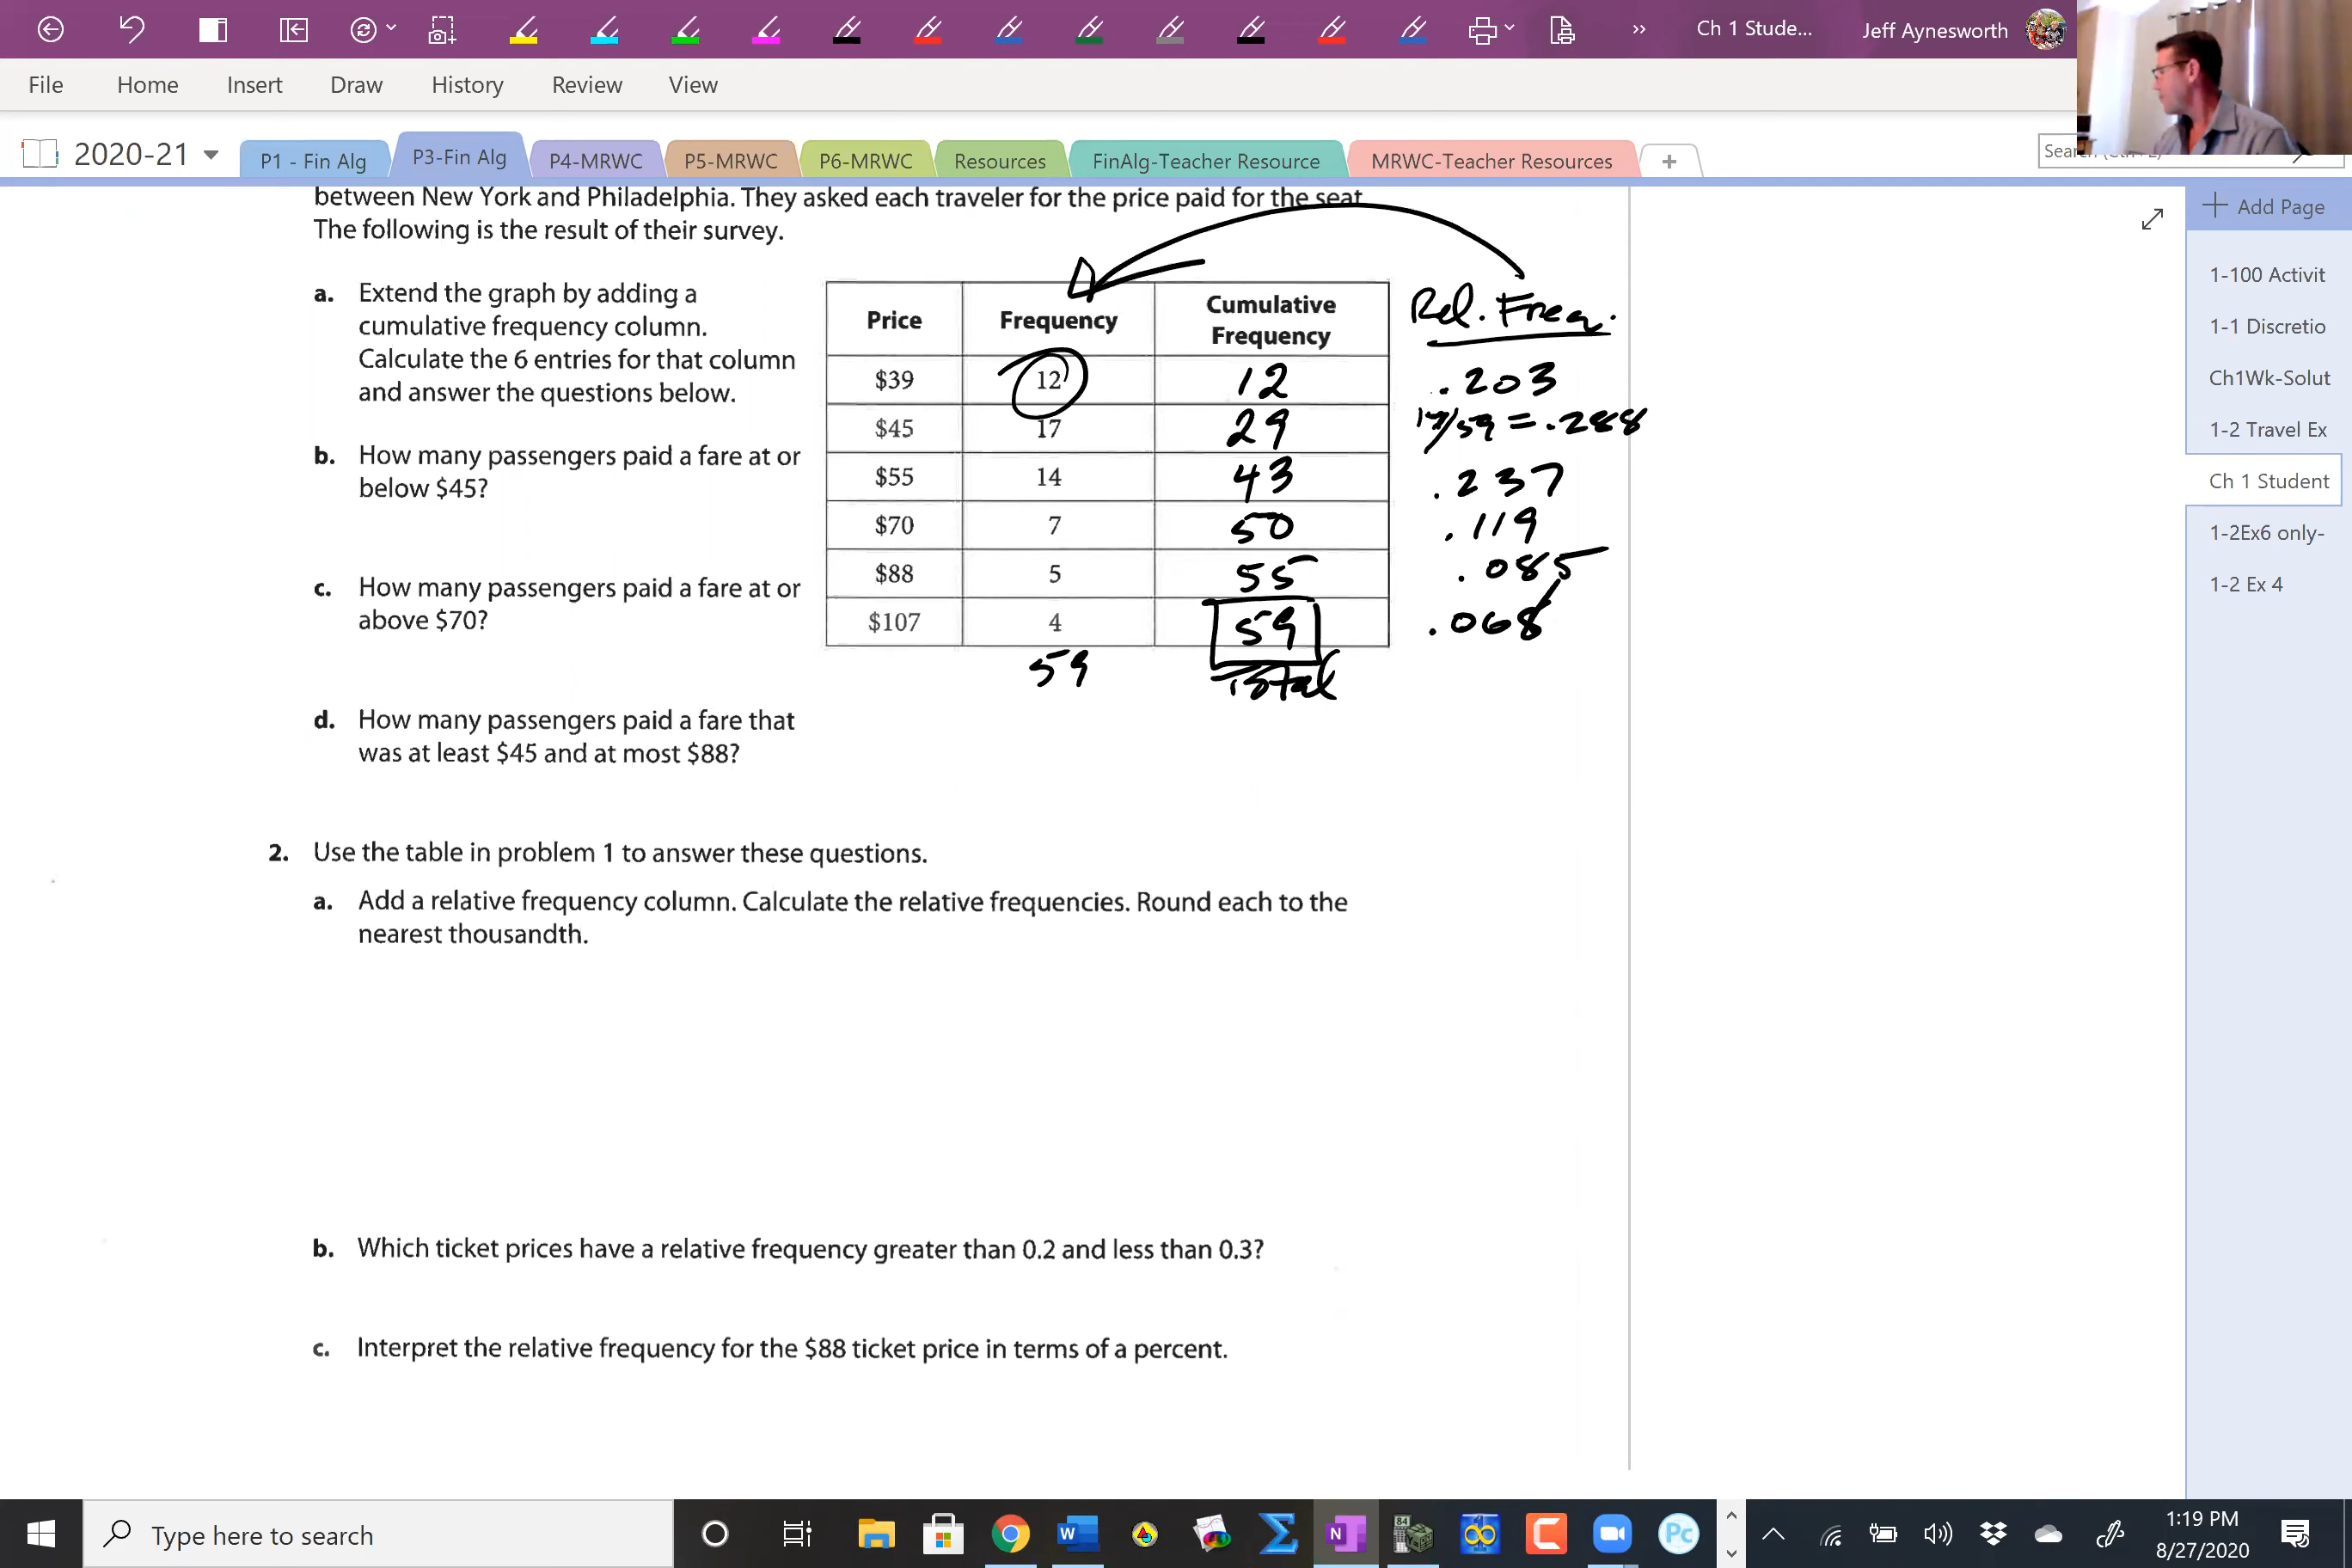 Ch 1 Stude...
Jeff Aynesworth
File Home Insert Draw History Review View
2020-21
P1 - Fin Alg
P3-Fin Alg
P4-MRWC
P5-MRWC
P6-MRWC
Resources
FinAlg-Teacher Resource
MRWC-Teacher Resources
Add Page
1-100 Activit
1-1 Discretio
Ch1Wk-Solut
1-2 Travel Ex
Ch 1 Student
1-2Ex6 only-
1-2 Ex 4
between New York and Philadelphia. They asked each traveler for the price paid for the seat
The following is the result of their survey.
a. Extend the graph by adding a
cumulative frequency column.
Calculate the 6 entries for that column
and answer the questions below.
b. How many passengers paid a fare at or
below $45?
c. How many passengers paid a fare at or
above $70?
d. How many passengers paid a fare that
was at least $45 and at most $88?
Price Frequency Cumulative Frequency Rel. Freq.
$39 12 12 .203
$45 17 29 17/59 = .288
$55 14 43 .237
$70 7 50 .119
$88 5 55 .085
$107 4 59 .068
59 Total
2. Use the table in problem 1 to answer these questions.
a. Add a relative frequency column. Calculate the relative frequencies. Round each to the
nearest thousandth.
b. Which ticket prices have a relative frequency greater than 0.2 and less than 0.3?
c. Interpret the relative frequency for the $88 ticket price in terms of a percent.
Type here to search
1:19 PM
8/27/2020